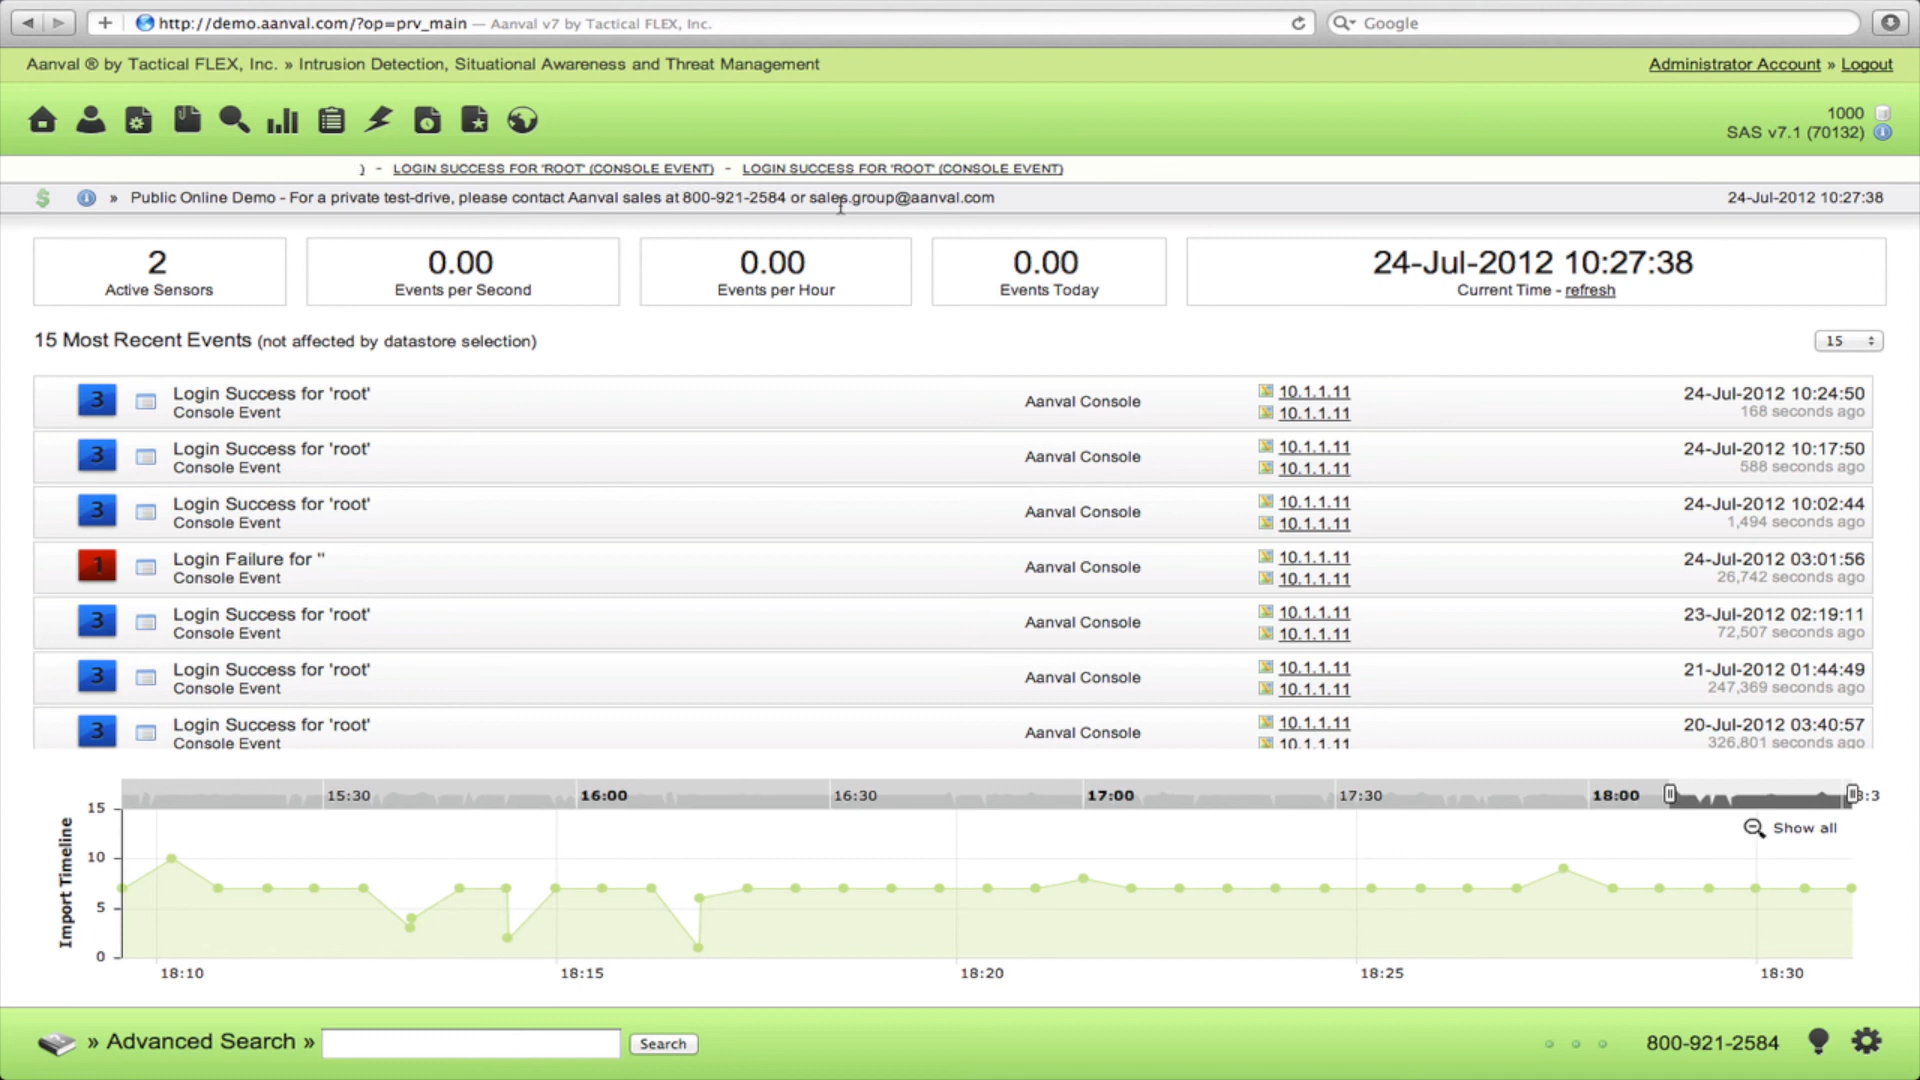 http://demo.aanval.com/?op=prv_main — Aanval v7 by Tactical FLEX, Inc.
Google
Aanval ® by Tactical FLEX, Inc. » Intrusion Detection, Situational Awareness and Threat Management
Administrator Account » Logout
1000
SAS v7.1 (70132)
) - LOGIN SUCCESS FOR 'ROOT' (CONSOLE EVENT) - LOGIN SUCCESS FOR 'ROOT' (CONSOLE EVENT)
$ » Public Online Demo - For a private test-drive, please contact Aanval sales at 800-921-2584 or sales.group@aanval.com
24-Jul-2012 10:27:38
2
Active Sensors
0.00
Events per Second
0.00
Events per Hour
0.00
Events Today
24-Jul-2012 10:27:38
Current Time - refresh
15 Most Recent Events (not affected by datastore selection)
15
3 Login Success for 'root' Aanval Console 10.1.1.11 24-Jul-2012 10:24:50
Console Event 10.1.1.11 168 seconds ago
3 Login Success for 'root' Aanval Console 10.1.1.11 24-Jul-2012 10:17:50
Console Event 10.1.1.11 588 seconds ago
3 Login Success for 'root' Aanval Console 10.1.1.11 24-Jul-2012 10:02:44
Console Event 10.1.1.11 1,494 seconds ago
1 Login Failure for '' Aanval Console 10.1.1.11 24-Jul-2012 03:01:56
Console Event 10.1.1.11 26,742 seconds ago
3 Login Success for 'root' Aanval Console 10.1.1.11 23-Jul-2012 02:19:11
Console Event 10.1.1.11 72,507 seconds ago
3 Login Success for 'root' Aanval Console 10.1.1.11 21-Jul-2012 01:44:49
Console Event 10.1.1.11 247,369 seconds ago
3 Login Success for 'root' Aanval Console 10.1.1.11 20-Jul-2012 03:40:57
Console Event 10.1.1.11 326,801 seconds ago
15:30 16:00 16:30 17:00 17:30 18:00 :3
Show all
Import Timeline
15
10
5
0
18:10 18:15 18:20 18:25 18:30
» Advanced Search » Search
800-921-2584